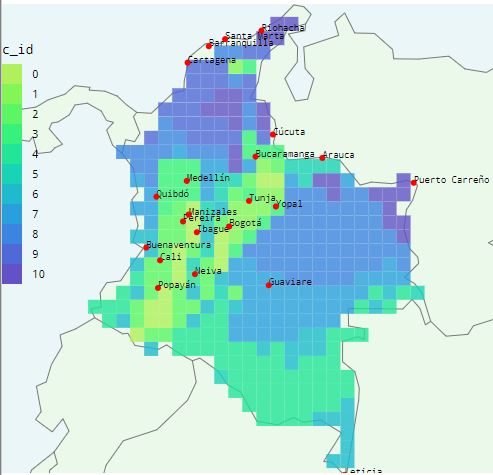 Riohacha
Santa Marta
Barranquilla
c_id
Cartagena
0
1
2
3
4
5
6
7
8
9
10
Cúcuta
Bucaramanga
Arauca
Medellín
Puerto Carreño
Quibdó
Tunja
Yopal
Manizales
Pereira
Bogotá
Ibagué
Buenaventura
Cali
Neiva
Guaviare
Popayán
Leticia